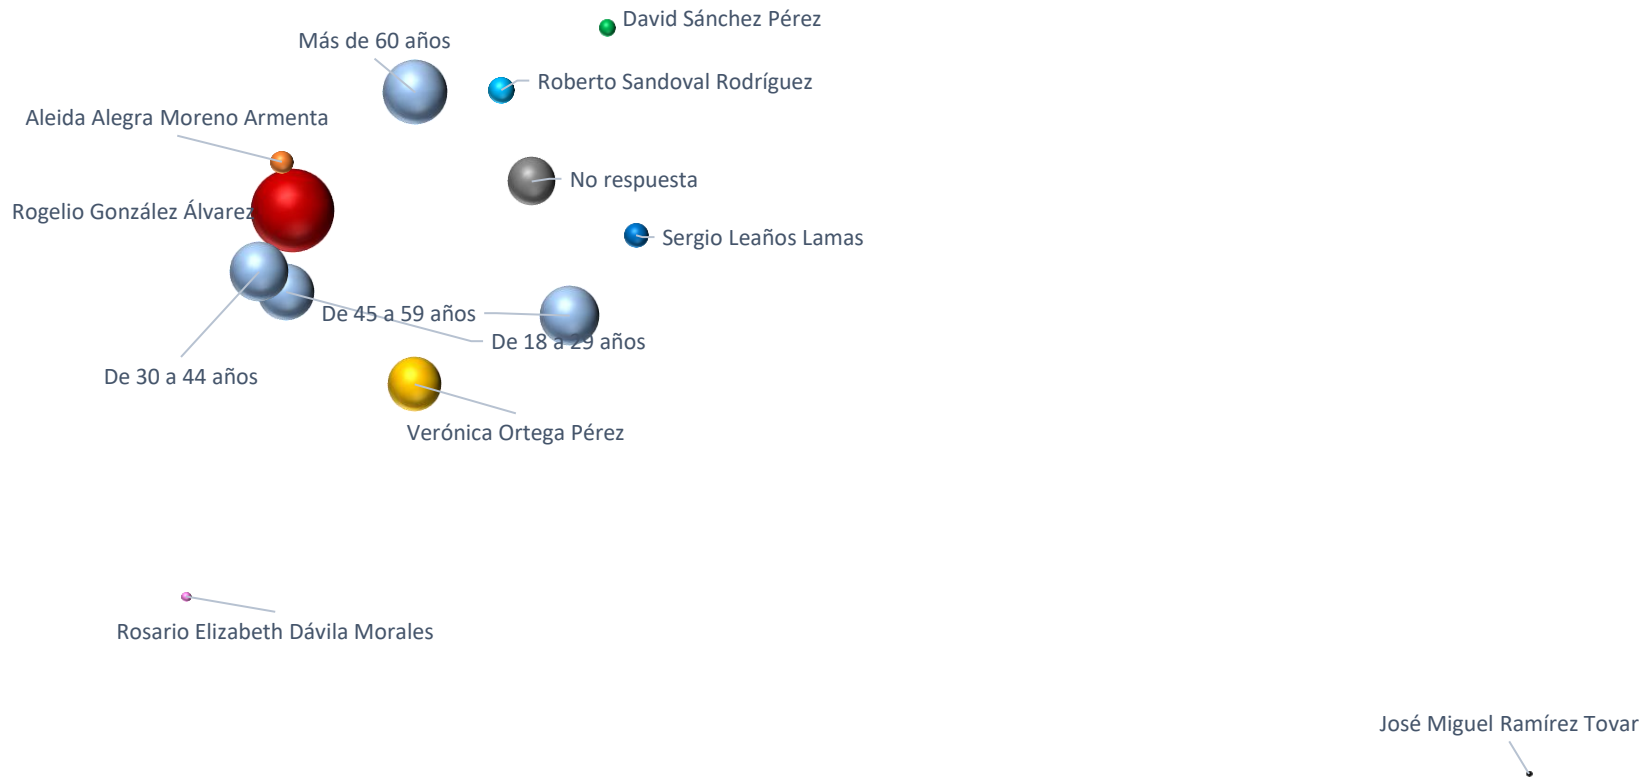 David Sánchez Pérez
Más de 60 años
Roberto Sandoval Rodríguez
Aleida Alegra Moreno Armenta
No respuesta
Rogelio González Álvarez
Sergio Leaños Lamas
De 45 a 59 años
De 18 a 29 años
De 30 a 44 años
Verónica Ortega Pérez
Rosario Elizabeth Dávila Morales
José Miguel Ramírez Tovar